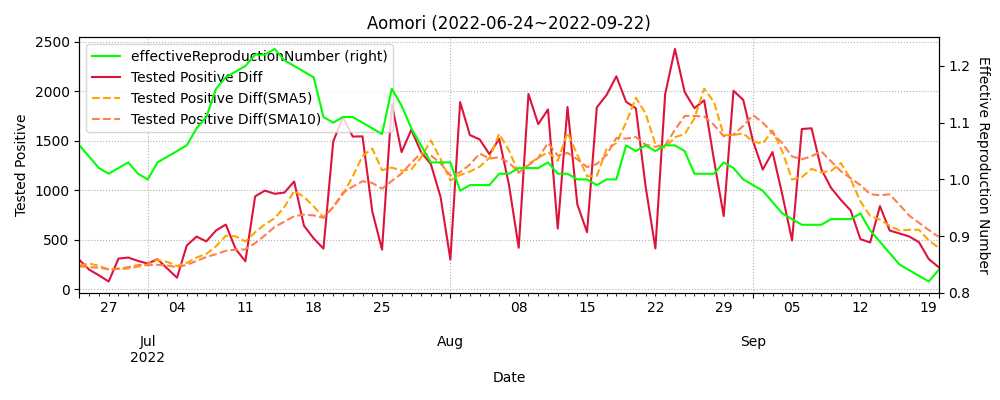 Aomori (2022-06-24~2022-09-22)
effectiveReproductionNumber (right)
Tested Positive Diff
Tested Positive Diff(SMA5)
Tested Positive Diff(SMA10)
Tested Positive
2500
2000
1500
1000
500
0
1.2
1.1
1.0
0.9
0.8
Effective Reproduction Number
27 04 11 18 25 08 15 22 29 05 12 19
Jul Aug Sep
2022
Date